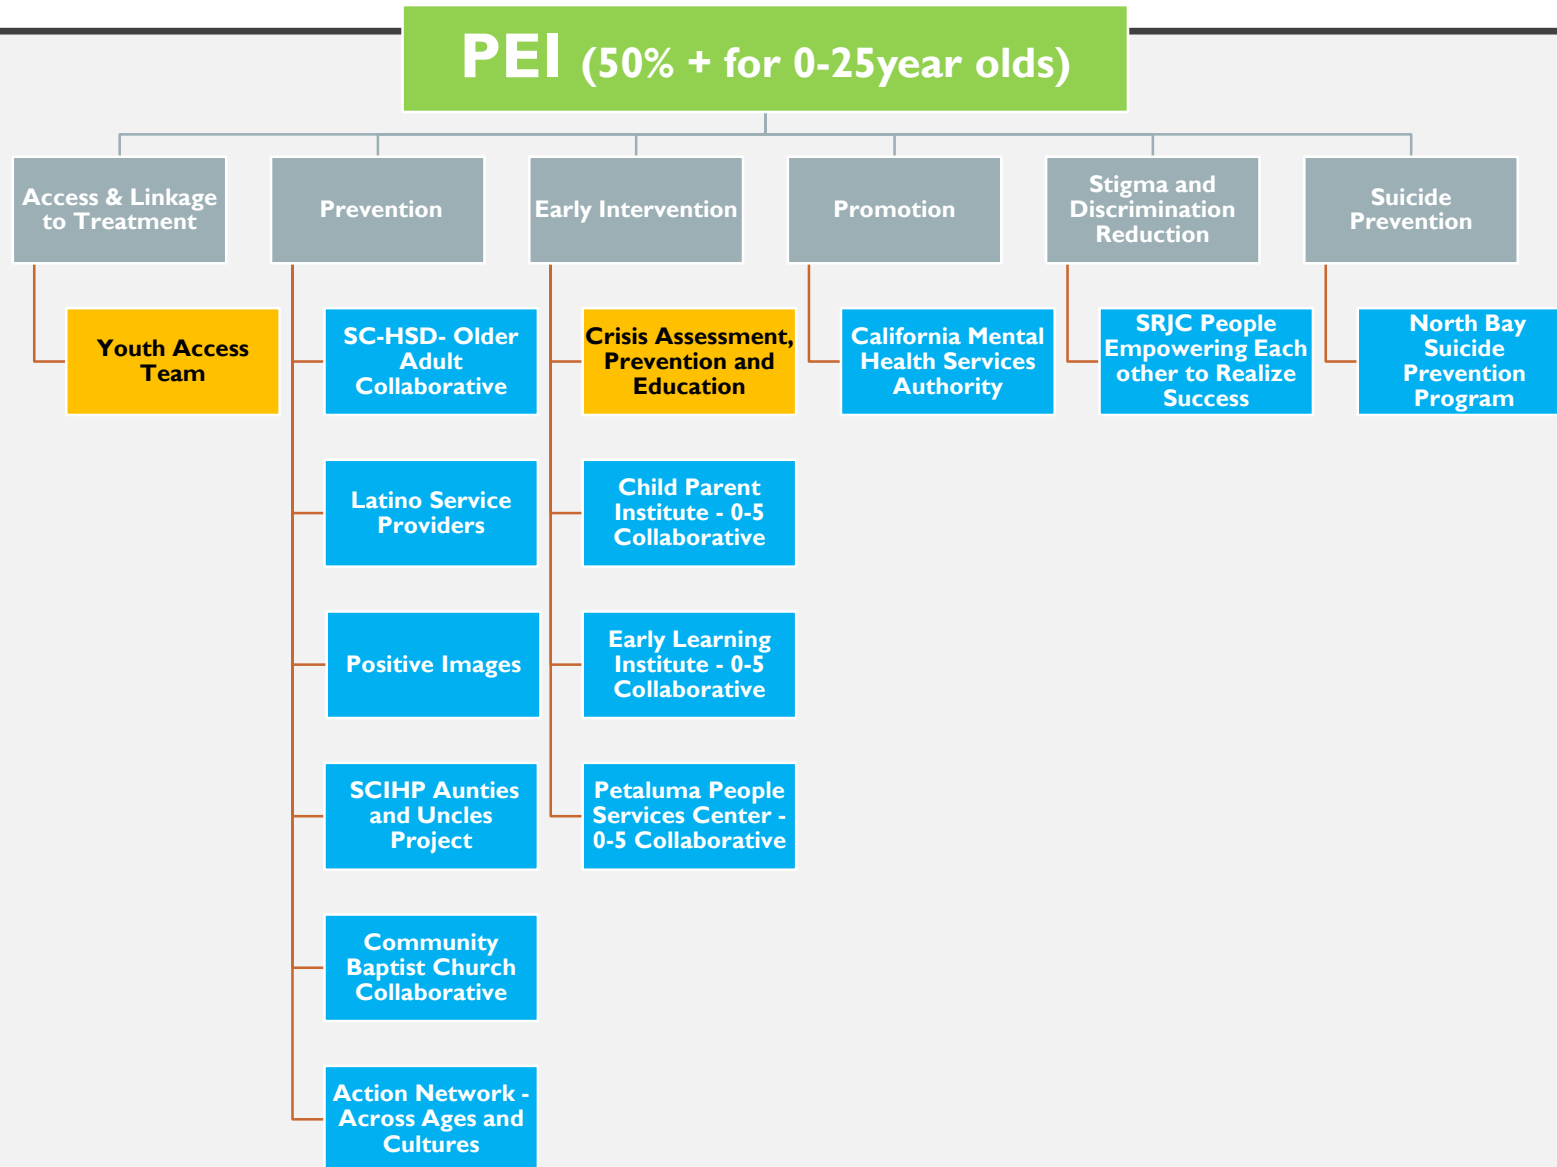 PEI (50% + for 0-25year olds)
Access & Linkage
to Treatment
Prevention
Early Intervention
Promotion
Stigma and
Discrimination
Reduction
Suicide
Prevention
Youth Access
Team
SC-HSD- Older
Adult
Collaborative
Latino Service
Providers
Positive Images
SCIHP Aunties
and Uncles
Project
Community
Baptist Church
Collaborative
Action Network -
Across Ages and
Cultures
Crisis Assessment,
Prevention and
Education
Child Parent
Institute - 0-5
Collaborative
Early Learning
Institute - 0-5
Collaborative
Petaluma People
Services Center -
0-5 Collaborative
California Mental
Health Services
Authority
SRJC People
Empowering Each
other to Realize
Success
North Bay
Suicide
Prevention
Program